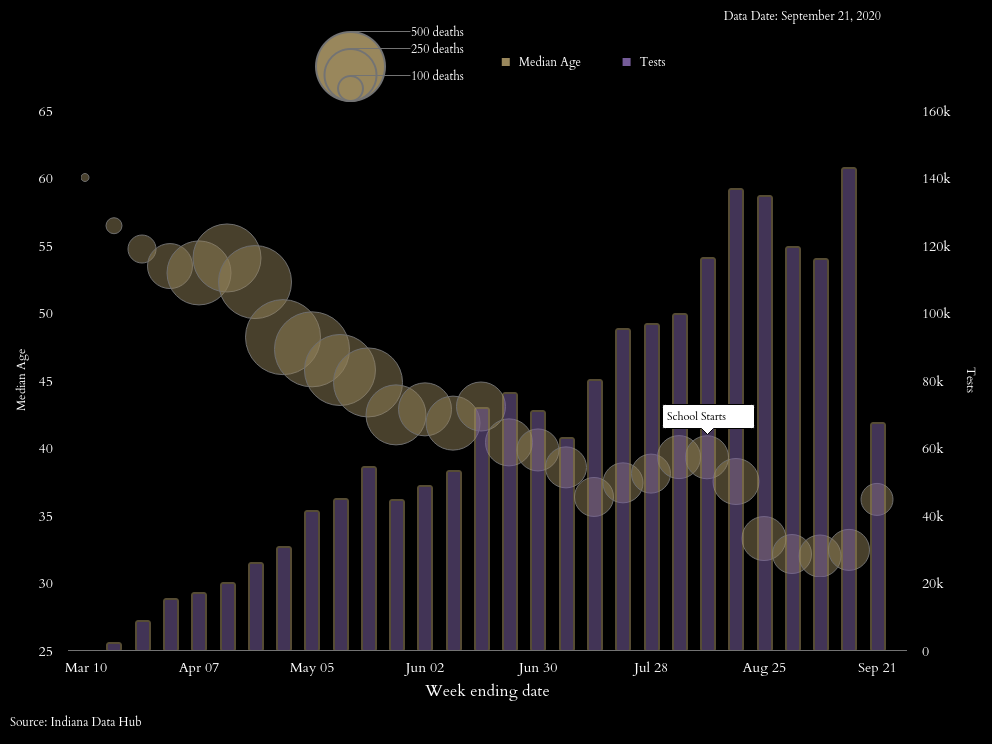 Data Date: September 21, 2020
500 deaths
250 deaths
100 deaths
Median Age
Tests
65
60
55
50
45
40
35
30
25
Median Age
160k
140k
120k
100k
80k
60k
40k
20k
0
Tests
School Starts
Mar 10 Apr 07 May 05 Jun 02 Jun 30 Jul 28 Aug 25 Sep 21
Week ending date
Source: Indiana Data Hub